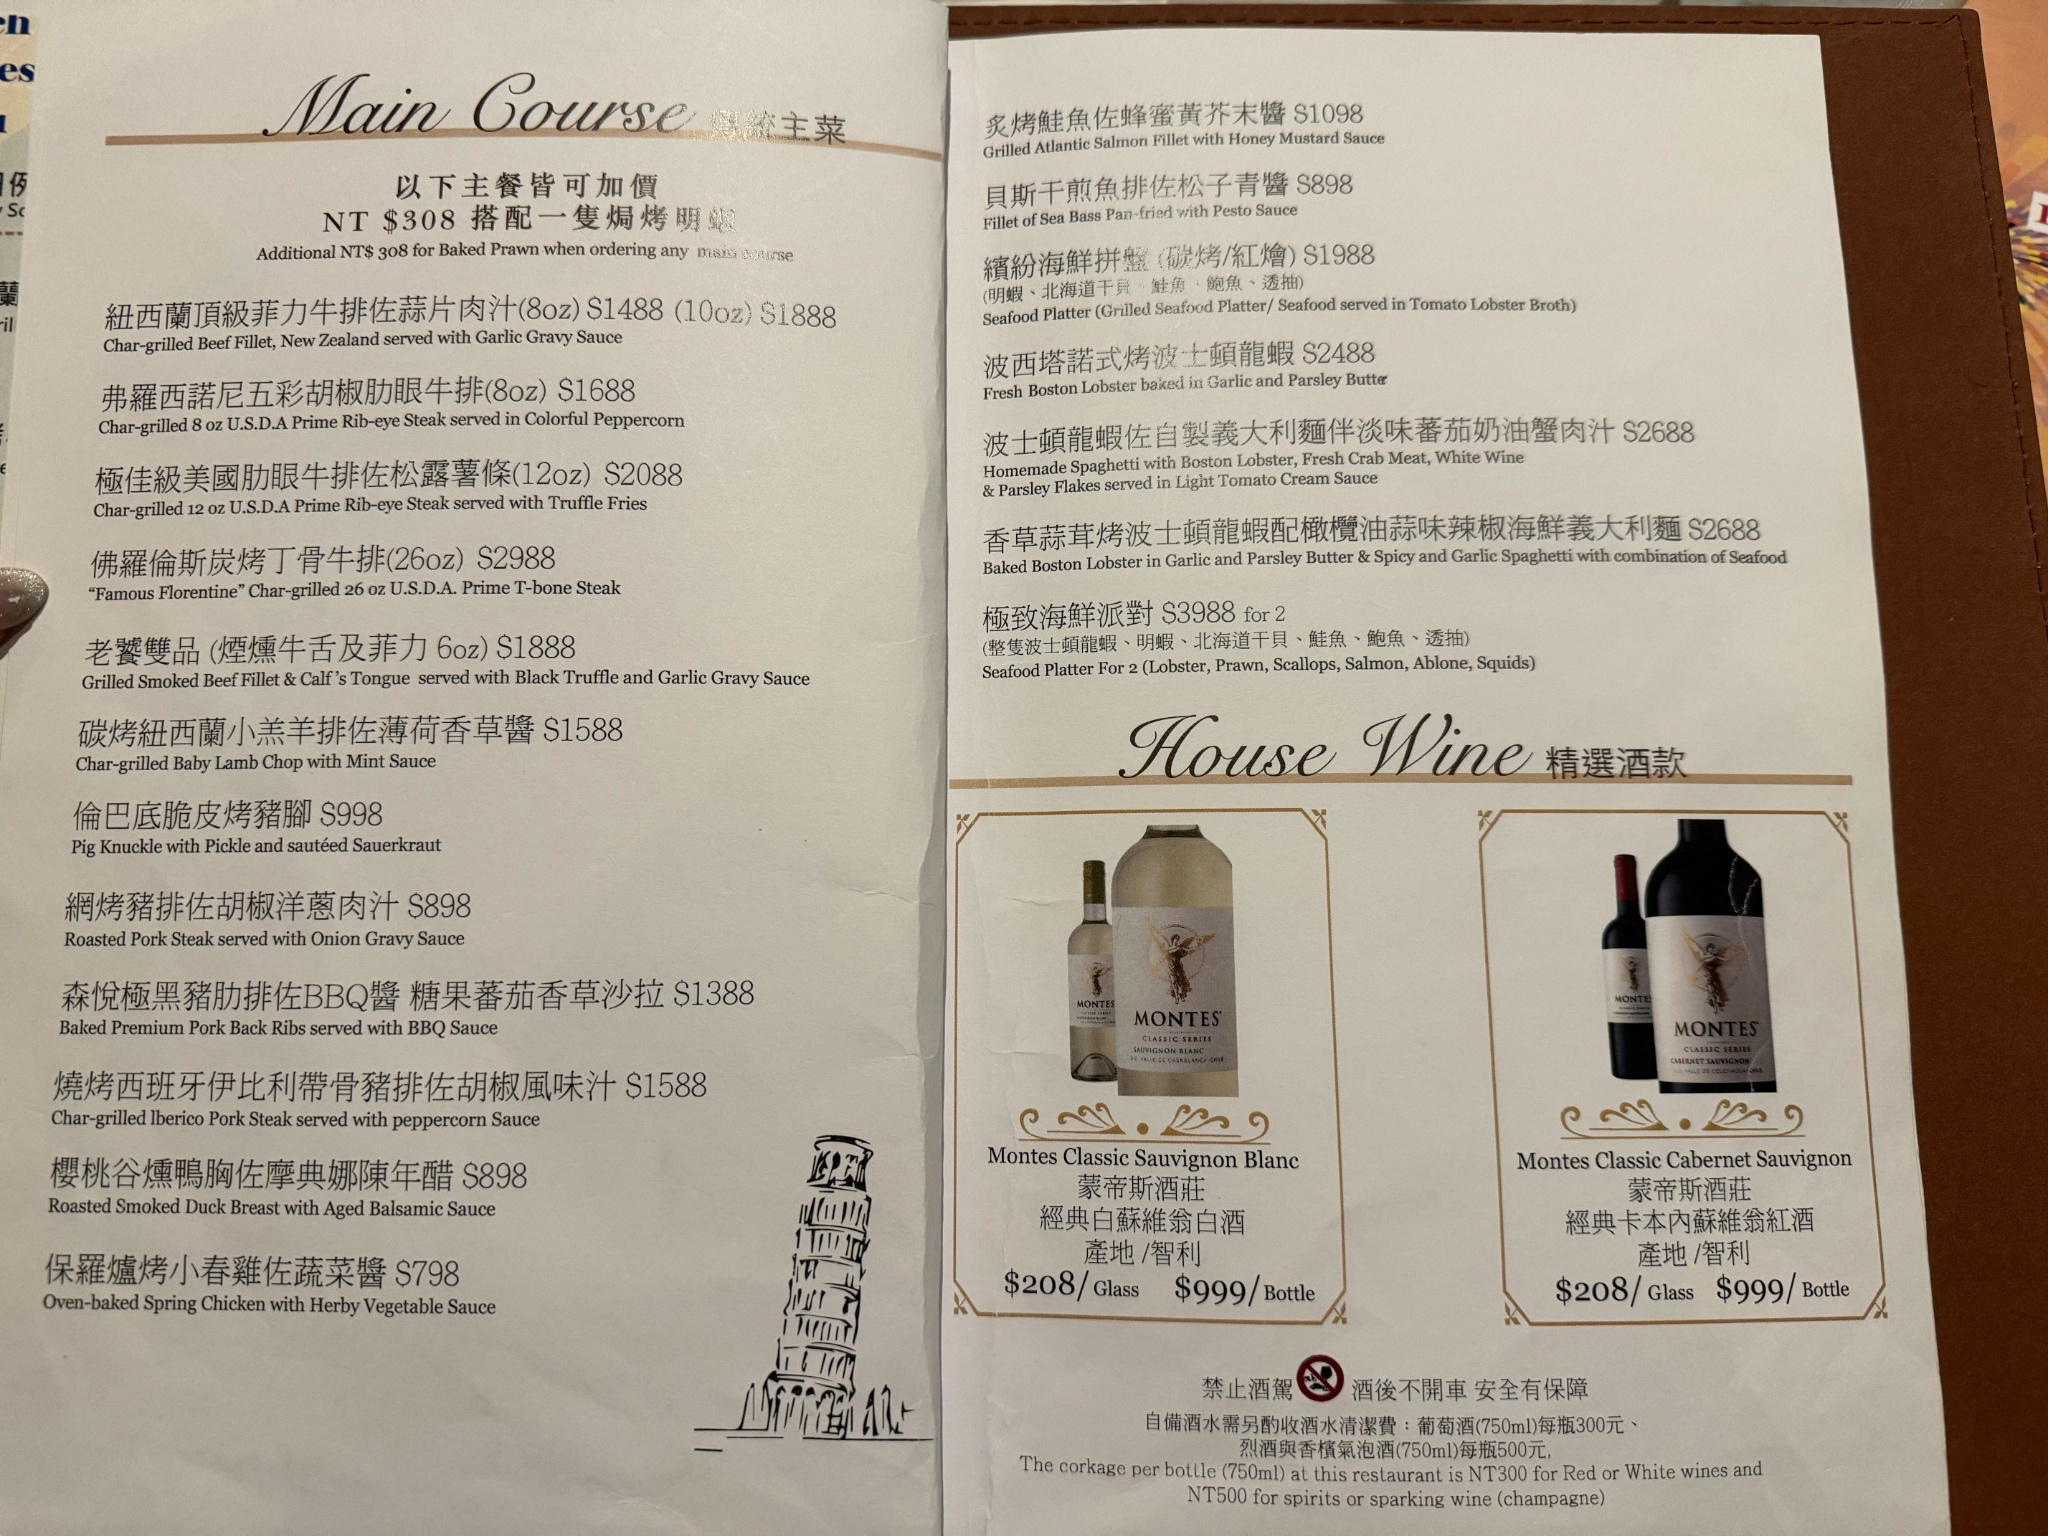 en
es
Main Course 傳統主菜
以下主餐皆可加價
NT $308 搭配一隻焗烤明蝦
Additional NT$ 308 for Baked Prawn when ordering any main course
紐西蘭頂級菲力牛排佐蒜片肉汁(8oz) $1488 (10oz) $1888
Char-grilled Beef Fillet, New Zealand served with Garlic Gravy Sauce
弗羅西諾尼五彩胡椒肋眼牛排(8oz) $1688
Char-grilled 8 oz U.S.D.A Prime Rib-eye Steak served in Colorful Peppercorn
極佳級美國肋眼牛排佐松露薯條(12oz) $2088
Char-grilled 12 oz U.S.D.A Prime Rib-eye Steak served with Truffle Fries
佛羅倫斯炭烤丁骨牛排(26oz) $2988
“Famous Florentine” Char-grilled 26 oz U.S.D.A. Prime T-bone Steak
老饕雙品 (煙燻牛舌及菲力 6oz) $1888
Grilled Smoked Beef Fillet & Calf’s Tongue served with Black Truffle and Garlic Gravy Sauce
碳烤紐西蘭小羔羊排佐薄荷香草醬 $1588
Char-grilled Baby Lamb Chop with Mint Sauce
倫巴底脆皮烤豬腳 $998
Pig Knuckle with Pickle and sautéed Sauerkraut
網烤豬排佐胡椒洋蔥肉汁 $898
Roasted Pork Steak served with Onion Gravy Sauce
森悅極黑豬肋排佐BBQ醬 糖果蕃茄香草沙拉 $1388
Baked Premium Pork Back Ribs served with BBQ Sauce
燒烤西班牙伊比利帶骨豬排佐胡椒風味汁 $1588
Char-grilled lberico Pork Steak served with peppercorn Sauce
櫻桃谷燻鴨胸佐摩典娜陳年醋 $898
Roasted Smoked Duck Breast with Aged Balsamic Sauce
保羅爐烤小春雞佐蔬菜醬 $798
Oven-baked Spring Chicken with Herby Vegetable Sauce
炙烤鮭魚佐蜂蜜黃芥末醬 $1098
Grilled Atlantic Salmon Fillet with Honey Mustard Sauce
貝斯干煎魚排佐松子青醬 $898
Fillet of Sea Bass Pan-fried with Pesto Sauce
繽紛海鮮拼盤 (碳烤/紅燴) $1988
(明蝦、北海道干貝、鮭魚、鮑魚、透抽)
Seafood Platter (Grilled Seafood Platter/ Seafood served in Tomato Lobster Broth)
波西塔諾式烤波士頓龍蝦 $2488
Fresh Boston Lobster baked in Garlic and Parsley Butter
波士頓龍蝦佐自製義大利麵伴淡味蕃茄奶油蟹肉汁 $2688
Homemade Spaghetti with Boston Lobster, Fresh Crab Meat, White Wine
& Parsley Flakes served in Light Tomato Cream Sauce
香草蒜茸烤波士頓龍蝦配橄欖油蒜味辣椒海鮮義大利麵 $2688
Baked Boston Lobster in Garlic and Parsley Butter & Spicy and Garlic Spaghetti with combination of Seafood
極致海鮮派對 $3988 for 2
(整隻波士頓龍蝦、明蝦、北海道干貝、鮭魚、鮑魚、透抽)
Seafood Platter For 2 (Lobster, Prawn, Scallops, Salmon, Ablone, Squids)
House Wine 精選酒款
MONTES
MONTES
CLASSIC SERIES
SAUVIGNON BLANC
MONTES
MONTES
CLASSIC SERIES
CABERNET SAUVIGNON
Montes Classic Sauvignon Blanc
蒙帝斯酒莊
經典白蘇維翁白酒
產地 /智利
$208/ Glass $999/ Bottle
Montes Classic Cabernet Sauvignon
蒙帝斯酒莊
經典卡本內蘇維翁紅酒
產地 /智利
$208/ Glass $999/ Bottle
禁止酒駕 酒後不開車 安全有保障
自備酒水需另酌收酒水清潔費：葡萄酒(750ml)每瓶300元、
烈酒與香檳氣泡酒(750ml)每瓶500元,
The corkage per bottle (750ml) at this restaurant is NT300 for Red or White wines and
NT500 for spirits or sparking wine (champagne)